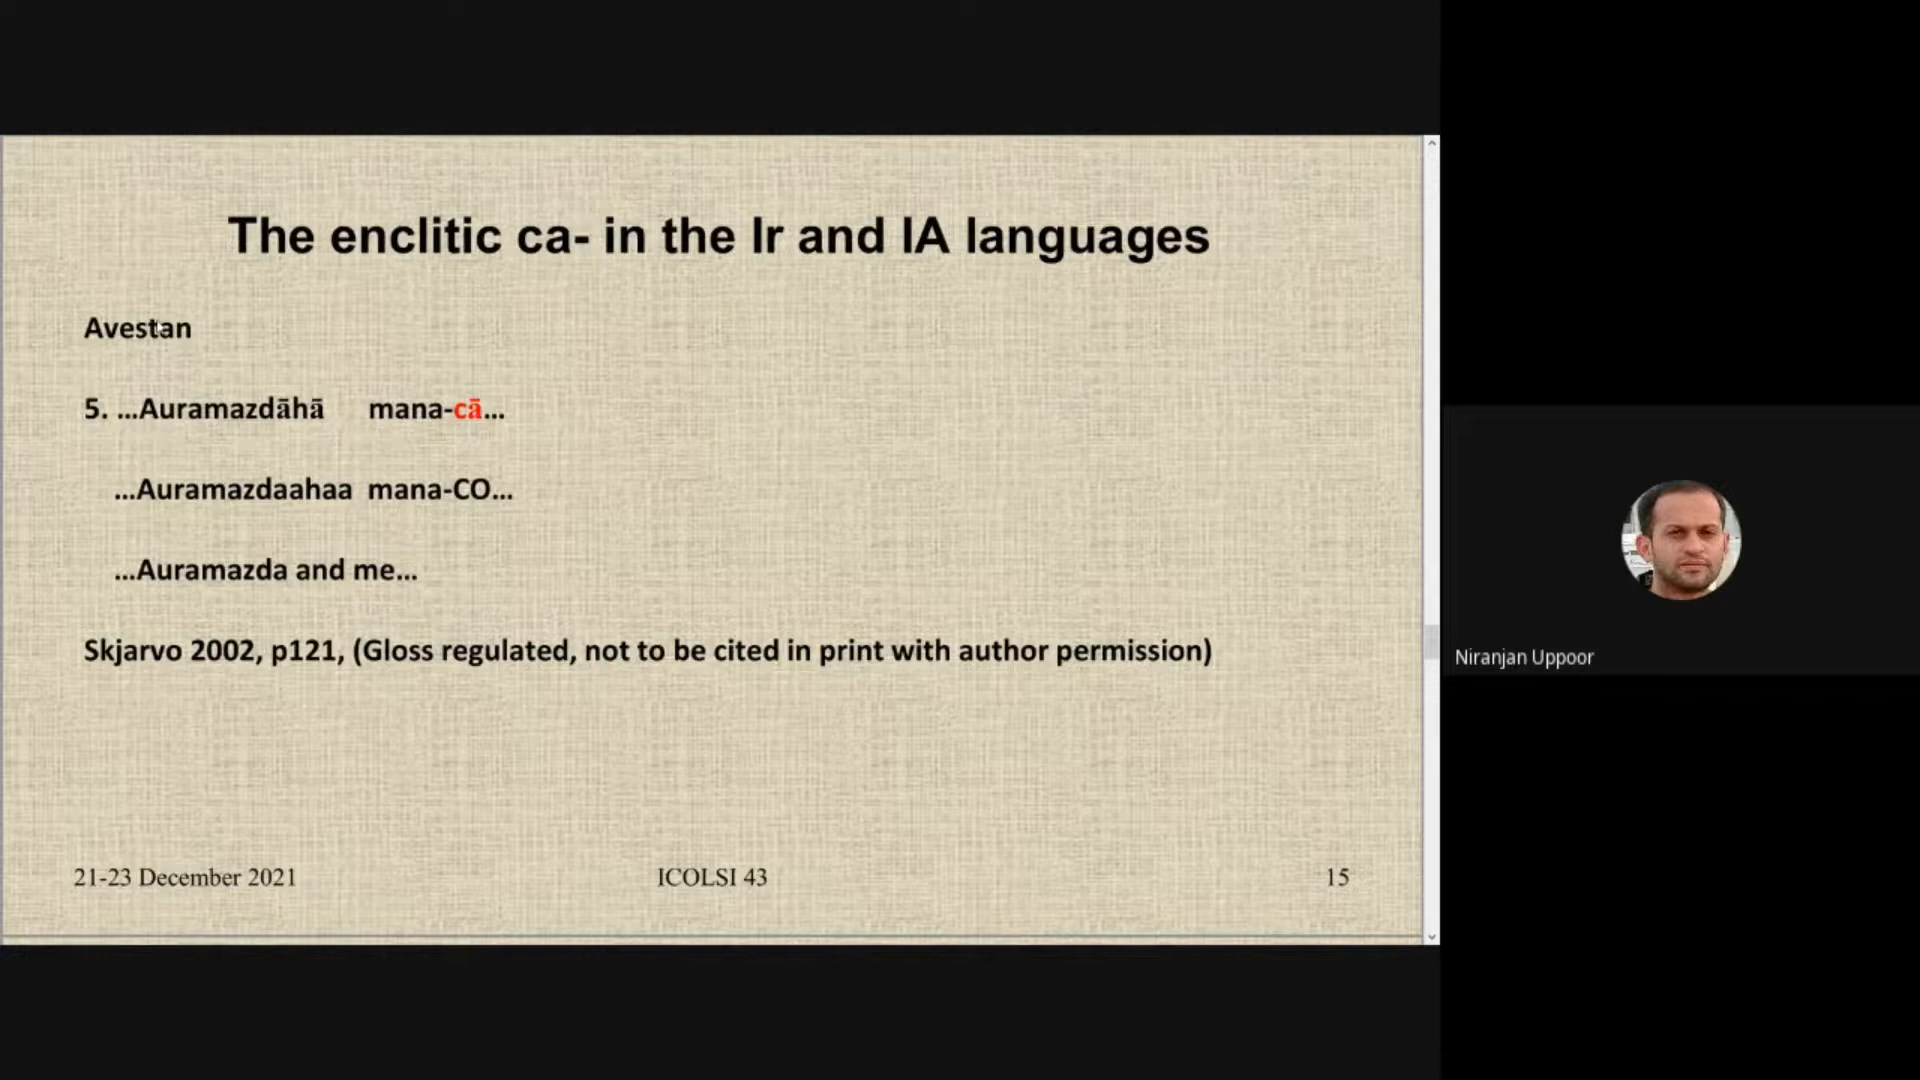 The enclitic ca- in the Ir and IA languages
Avestan
5. ...Auramazdāhā mana-cā...
...Auramazdaahaa mana-CO...
...Auramazda and me...
Skjarvo 2002, p121, (Gloss regulated, not to be cited in print with author permission)
21-23 December 2021 ICOLSI 43 15
Niranjan Uppoor